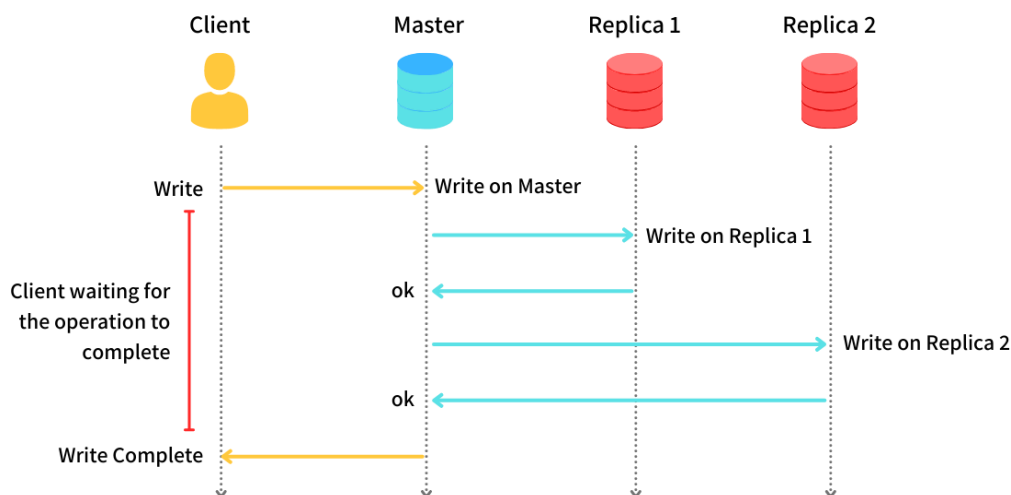 Client
Master
Replica 1
Replica 2
Write
Write on Master
Write on Replica 1
Client waiting for
the operation to
complete
ok
Write on Replica 2
ok
Write Complete